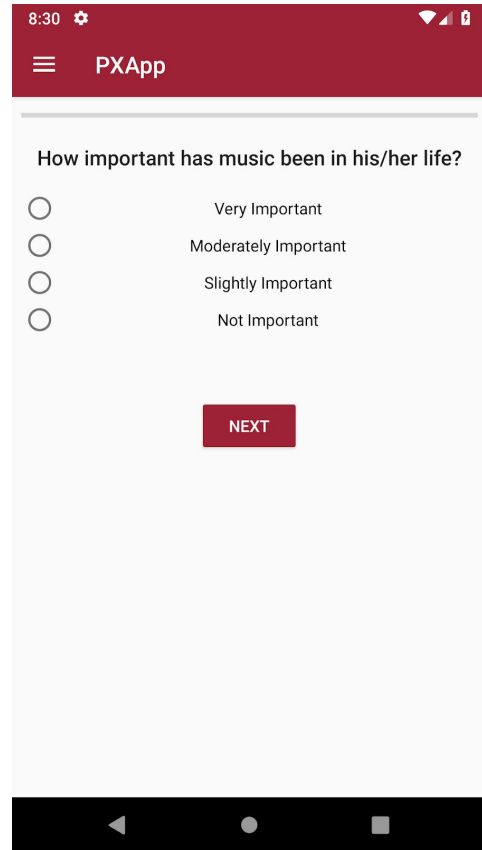 8:30
PXApp
How important has music been in his/her life?
Very Important
Moderately Important
Slightly Important
Not Important
NEXT